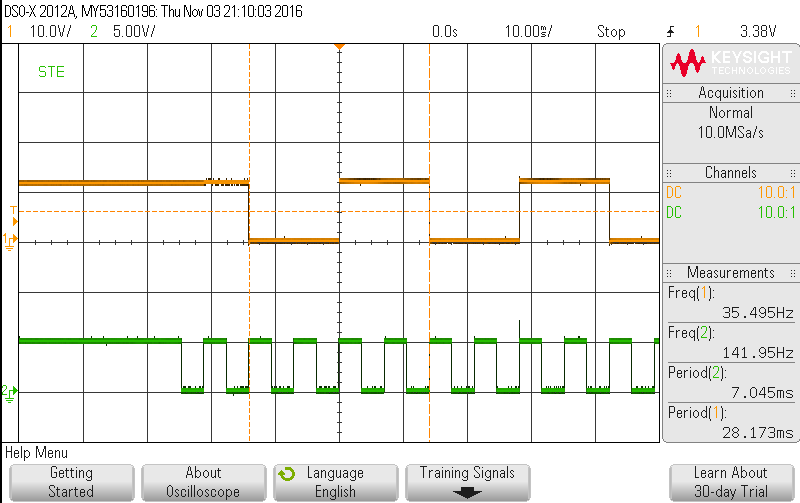 DSO-X 2012A, MY53160196: Thu Nov 03 21:10:03 2016
1 10.0V/ 2 5.00V/ 0.0s 10.00ms/ Stop 1 3.38V
STE
KEYSIGHT
TECHNOLOGIES
Acquisition
Normal
10.0MSa/s
Channels
DC 10.0:1
DC 10.0:1
Measurements
Freq(1):
35.495Hz
Freq(2):
141.95Hz
Period(2):
7.045ms
Period(1):
28.173ms
T
1
2
Help Menu
Getting
Started
About
Oscilloscope
Language
English
Training Signals
Learn About
30-day Trial